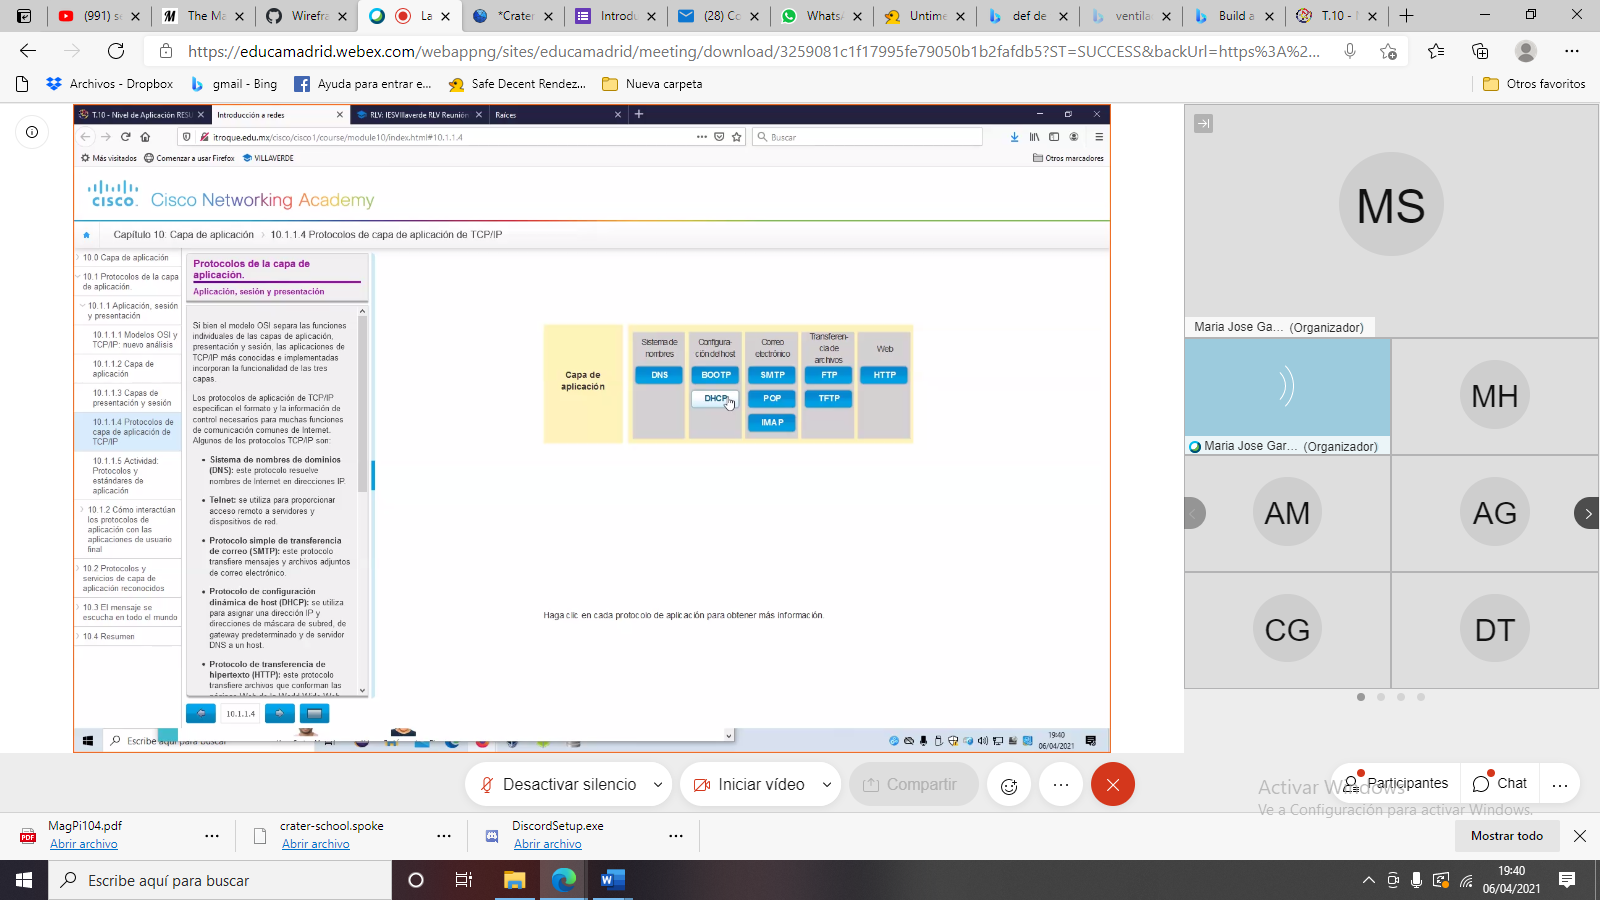 (991) se
The Ma
Wirefra
La
*Crater
Introdu
(28) Co
WhatsA
Untime
def de
ventila
Build a
T.10 -
https://educamadrid.webex.com/webappng/sites/educamadrid/meeting/download/3259081c1f17995fe79050b1b2fafdb5?ST=SUCCESS&backUrl=https%3A%2...
Archivos - Dropbox
gmail - Bing
Ayuda para entrar e...
Safe Decent Rendez...
Nueva carpeta
Otros favoritos
T.10 - Nivel de Aplicación RESU
Introducción a redes
RLV: IESVillaverde RLV Reunión
Raíces
itroque.edu.mx/cisco/cisco1/course/module10/index.html#10.1.1.4
Buscar
Más visitados
Comenzar a usar Firefox
VILLAVERDE
Otros marcadores
CISCO. Cisco Networking Academy
Capítulo 10: Capa de aplicación
10.1.1.4 Protocolos de capa de aplicación de TCP/IP
10.0 Capa de aplicación
10.1 Protocolos de la capa
de aplicación.
10.1.1 Aplicación, sesión
y presentación
10.1.1.1 Modelos OSI y
TCP/IP: nuevo análisis
10.1.1.2 Capa de
aplicación
10.1.1.3 Capas de
presentación y sesión
10.1.1.4 Protocolos de
capa de aplicación de
TCP/IP
10.1.1.5 Actividad:
Protocolos y
estándares de
aplicación
10.1.2 Cómo interactúan
los protocolos de
aplicación con las
aplicaciones de usuario
final
10.2 Protocolos y
servicios de capa de
aplicación reconocidos
10.3 El mensaje se
escucha en todo el mundo
10.4 Resumen
Protocolos de la capa de
aplicación.
Aplicación, sesión y presentación
Si bien el modelo OSI separa las funciones
individuales de las capas de aplicación,
presentación y sesión, las aplicaciones de
TCP/IP más conocidas e implementadas
incorporan la funcionalidad de las tres
capas.
Los protocolos de aplicación de TCP/IP
especifican el formato y la información de
control necesarios para muchas funciones
de comunicación comunes de Internet.
Algunos de los protocolos TCP/IP son:
• Sistema de nombres de dominios
(DNS): este protocolo resuelve
nombres de Internet en direcciones IP.
• Telnet: se utiliza para proporcionar
acceso remoto a servidores y
dispositivos de red.
• Protocolo simple de transferencia
de correo (SMTP): este protocolo
transfiere mensajes y archivos adjuntos
de correo electrónico.
• Protocolo de configuración
dinámica de host (DHCP): se utiliza
para asignar una dirección IP y
direcciones de máscara de subred, de
gateway predeterminado y de servidor
DNS a un host.
• Protocolo de transferencia de
hipertexto (HTTP): este protocolo
transfiere archivos que conforman las
páginas Web de la World Wide Web
10.1.1.4
Capa de
aplicación
Sistema de
nombres
DNS
Configura-
ción del host
BOOTP
DHCP
Correo
electrónico
SMTP
POP
IMAP
Transferen-
cia de
archivos
FTP
TFTP
Web
HTTP
Haga clic en cada protocolo de aplicación para obtener más información.
Escribe aquí para buscar
19:40
06/04/2021
MS
Maria Jose Ga... (Organizador)
Maria Jose Gar... (Organizador)
MH
AM
AG
CG
DT
Desactivar silencio
Iniciar vídeo
Compartir
Participantes
Chat
Activar Windows
Ve a Configuración para activar Windows.
MagPi104.pdf
Abrir archivo
crater-school.spoke
Abrir archivo
DiscordSetup.exe
Abrir archivo
Mostrar todo
Escribe aquí para buscar
19:40
06/04/2021